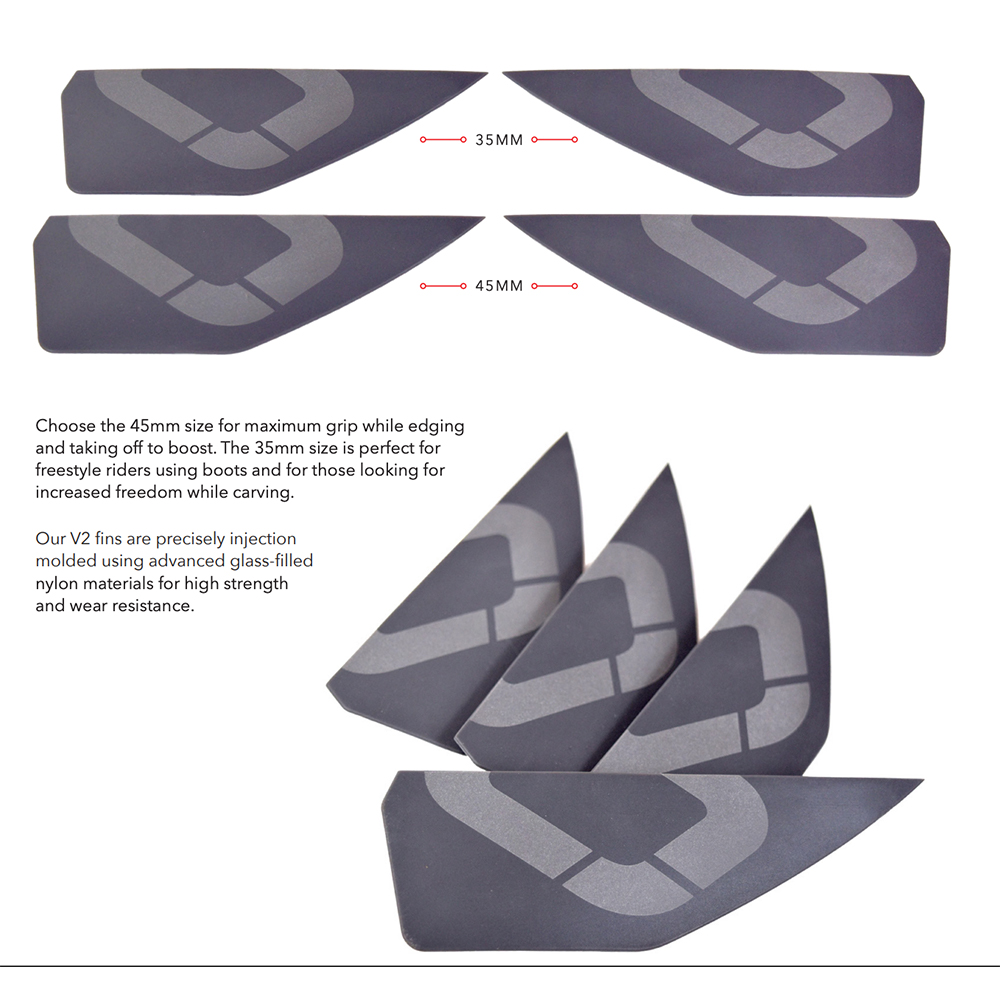 35MM
45MM
Choose the 45mm size for maximum grip while edging
and taking off to boost. The 35mm size is perfect for
freestyle riders using boots and for those looking for
increased freedom while carving.
Our V2 fins are precisely injection
molded using advanced glass-filled
nylon materials for high strength
and wear resistance.